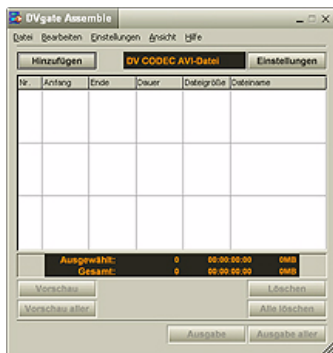 DVgate Assemble
Datei Bearbeiten Einstellungen Ansicht Hilfe
Hinzufügen DV CODEC AVI-Datei Einstellungen
Nr. Anfang Ende Dauer Dateigröße Dateiname
Ausgewählt: 0 00:00:00:00 0MB
Gesamt: 0 00:00:00:00 0MB
Vorschau Löschen
Vorschau aller Alle löschen
Ausgabe Ausgabe aller